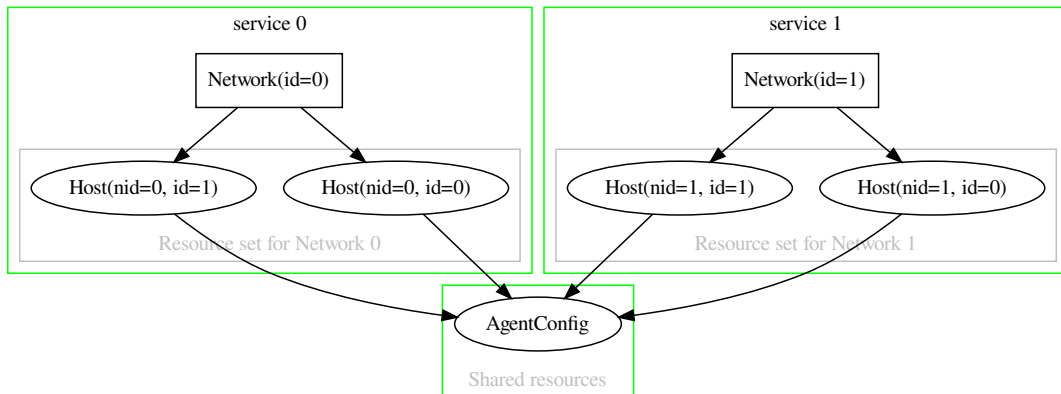 service 0
service 1
Network(id=0)
Network(id=1)
Host(nid=0, id=1)
Host(nid=0, id=0)
Host(nid=1, id=1)
Host(nid=1, id=0)
Resource set for Network 0
Resource set for Network 1
AgentConfig
Shared resources